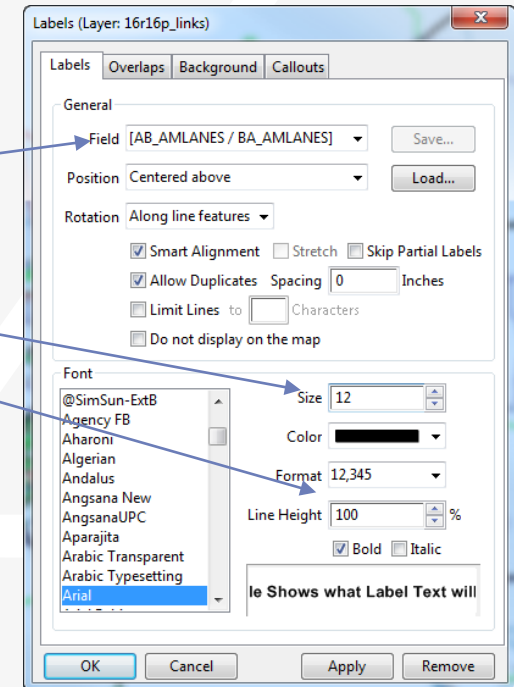 Labels (Layer: 16r16p_links)
Labels Overlaps Background Callouts
General
Field [AB_AMLANES / BA_AMLANES] Save...
Position Centered above Load...
Rotation Along line features
Smart Alignment Stretch Skip Partial Labels
Allow Duplicates Spacing 0 Inches
Limit Lines to Characters
Do not display on the map
Font
@SimSun-ExtB
Agency FB
Aharoni
Algerian
Andalus
Angsana New
AngsanaUPC
Aparajita
Arabic Transparent
Arabic Typesetting
Arial
Size 12
Color
Format 12,345
Line Height 100 %
Bold Italic
le Shows what Label Text will
OK Cancel Apply Remove